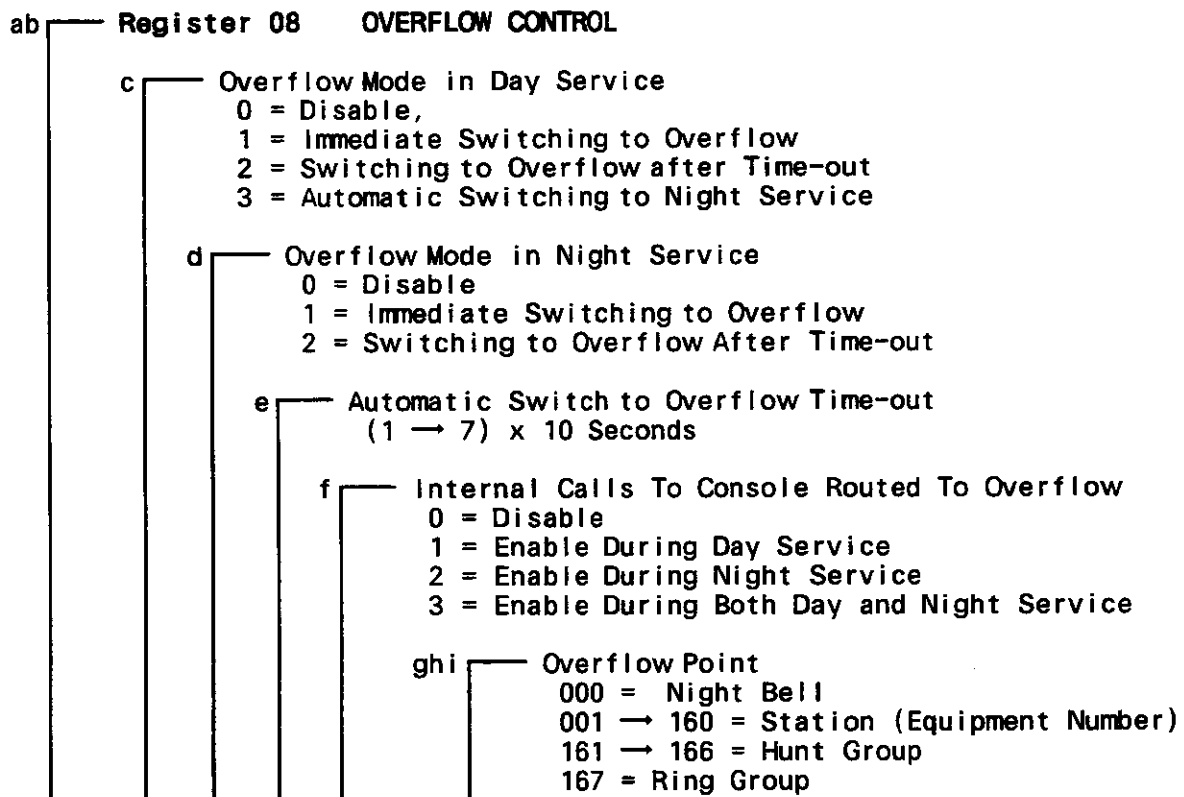 ab Register 08 OVERFLOW CONTROL
c Overflow Mode in Day Service
0 = Disable,
1 = Immediate Switching to Overflow
2 = Switching to Overflow after Time-out
3 = Automatic Switching to Night Service
d Overflow Mode in Night Service
0 = Disable
1 = Immediate Switching to Overflow
2 = Switching to Overflow After Time-out
e Automatic Switch to Overflow Time-out
(1 → 7) x 10 Seconds
f Internal Calls To Console Routed To Overflow
0 = Disable
1 = Enable During Day Service
2 = Enable During Night Service
3 = Enable During Both Day and Night Service
ghi Overflow Point
000 = Night Bell
001 → 160 = Station (Equipment Number)
161 → 166 = Hunt Group
167 = Ring Group